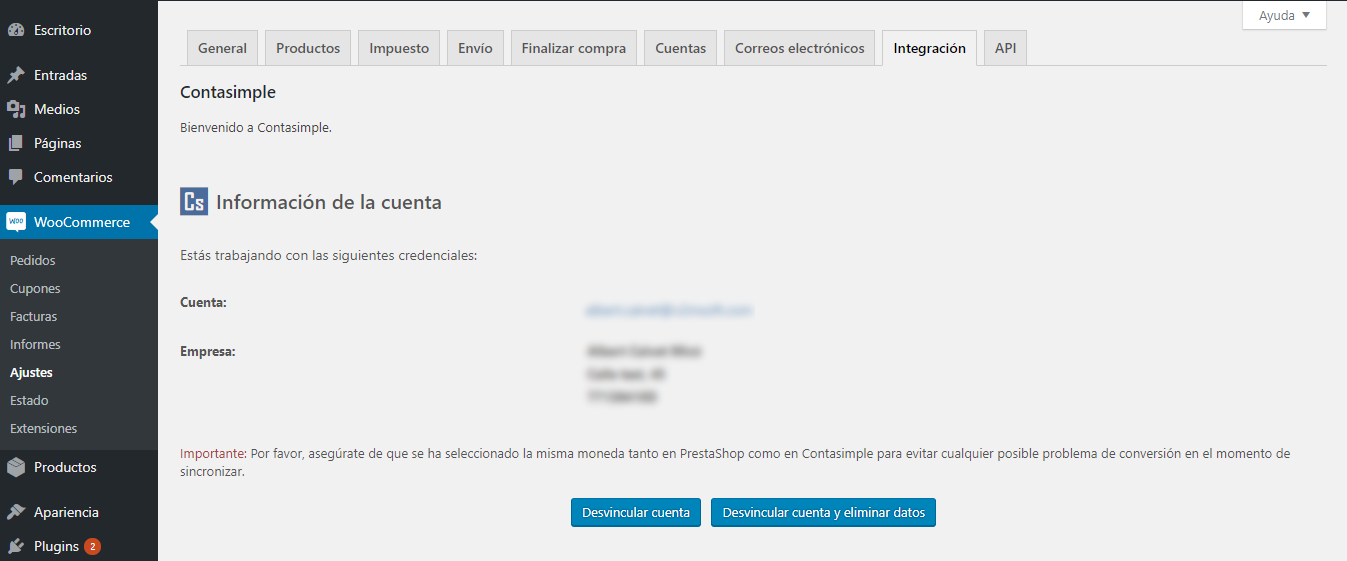 Ayuda
Escritorio
Entradas
Medios
Páginas
Comentarios
WooCommerce
Pedidos
Cupones
Facturas
Informes
Ajustes
Estado
Extensiones
Productos
Apariencia
Plugins 2
General Productos Impuesto Envío Finalizar compra Cuentas Correos electrónicos Integración API
Contasimple
Bienvenido a Contasimple.
Cs Información de la cuenta
Estás trabajando con las siguientes credenciales:
Cuenta:
Empresa:
Importante: Por favor, asegúrate de que se ha seleccionado la misma moneda tanto en PrestaShop como en Contasimple para evitar cualquier posible problema de conversión en el momento de
sincronizar.
Desvincular cuenta Desvincular cuenta y eliminar datos